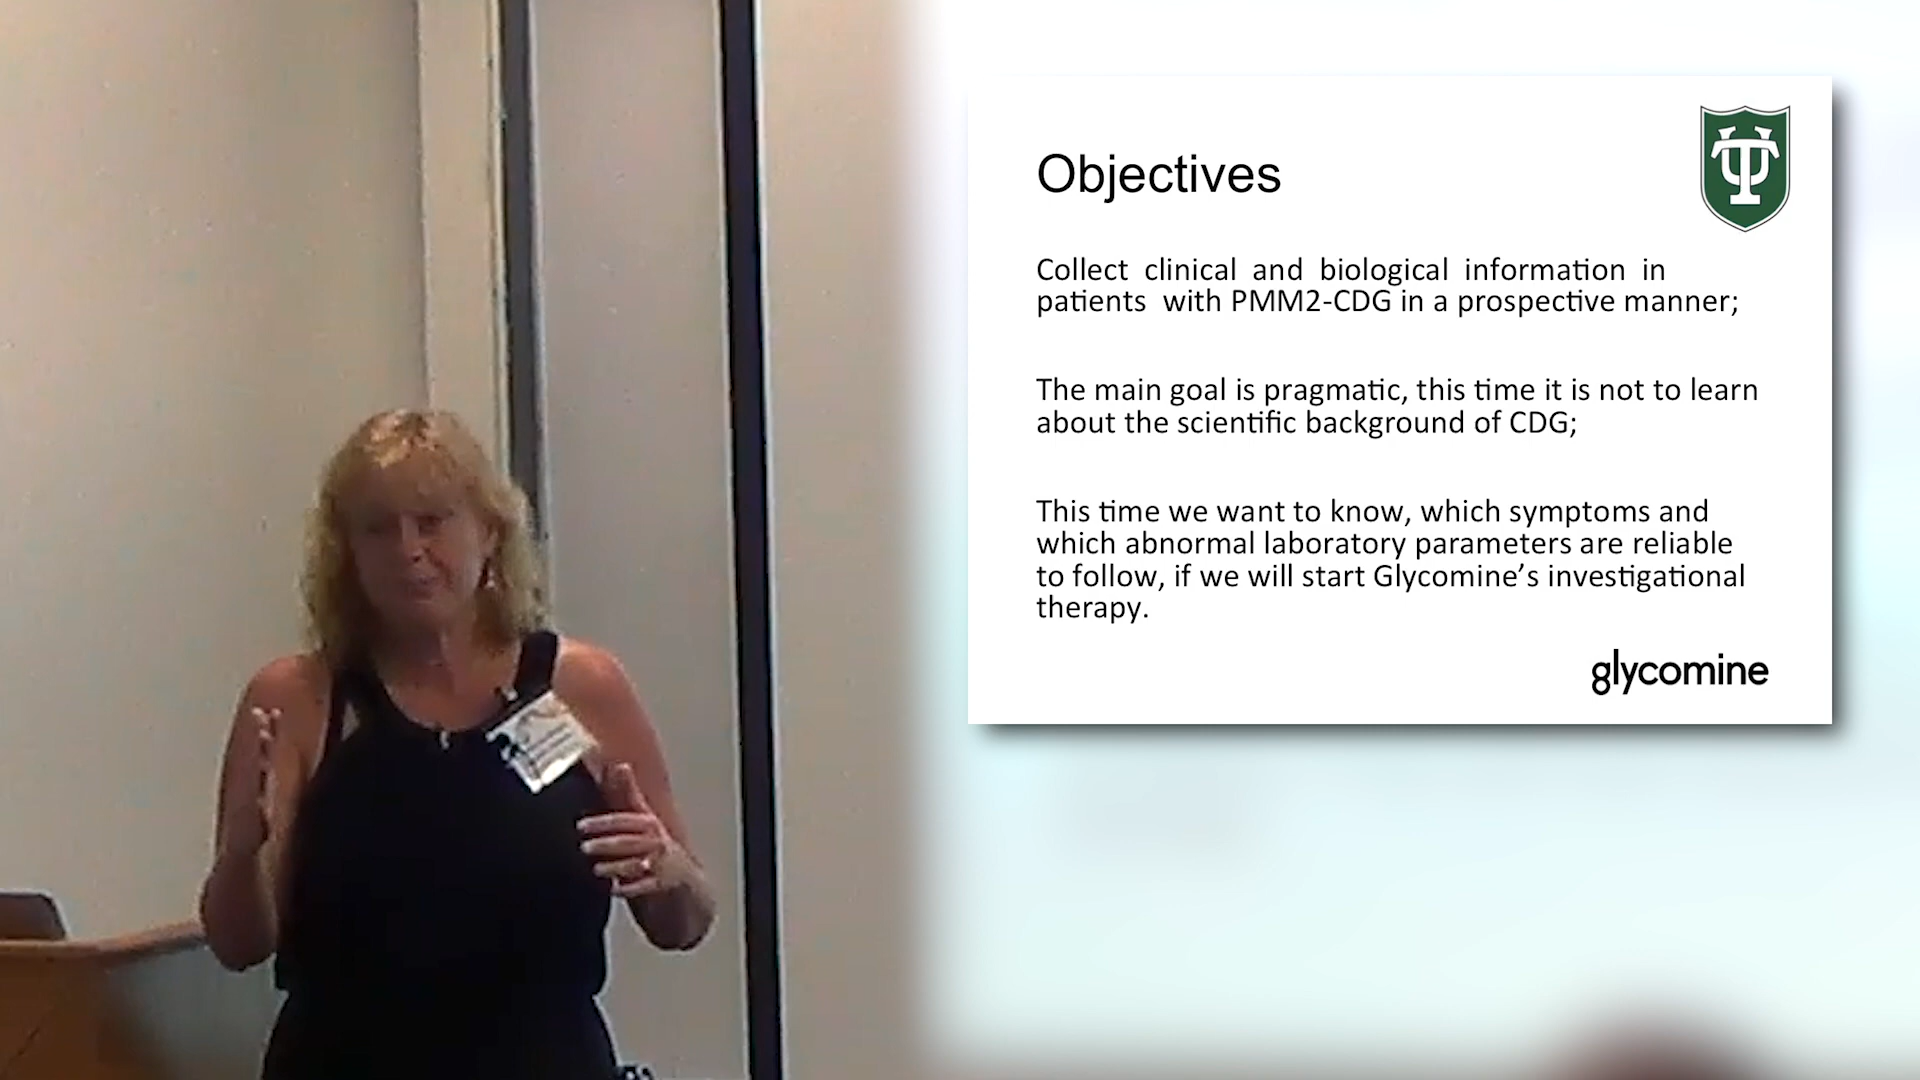 Objectives
Collect clinical and biological information in
patients with PMM2-CDG in a prospective manner;
The main goal is pragmatic, this time it is not to learn
about the scientific background of CDG;
This time we want to know, which symptoms and
which abnormal laboratory parameters are reliable
to follow, if we will start Glycomine’s investigational
therapy.
glycomine